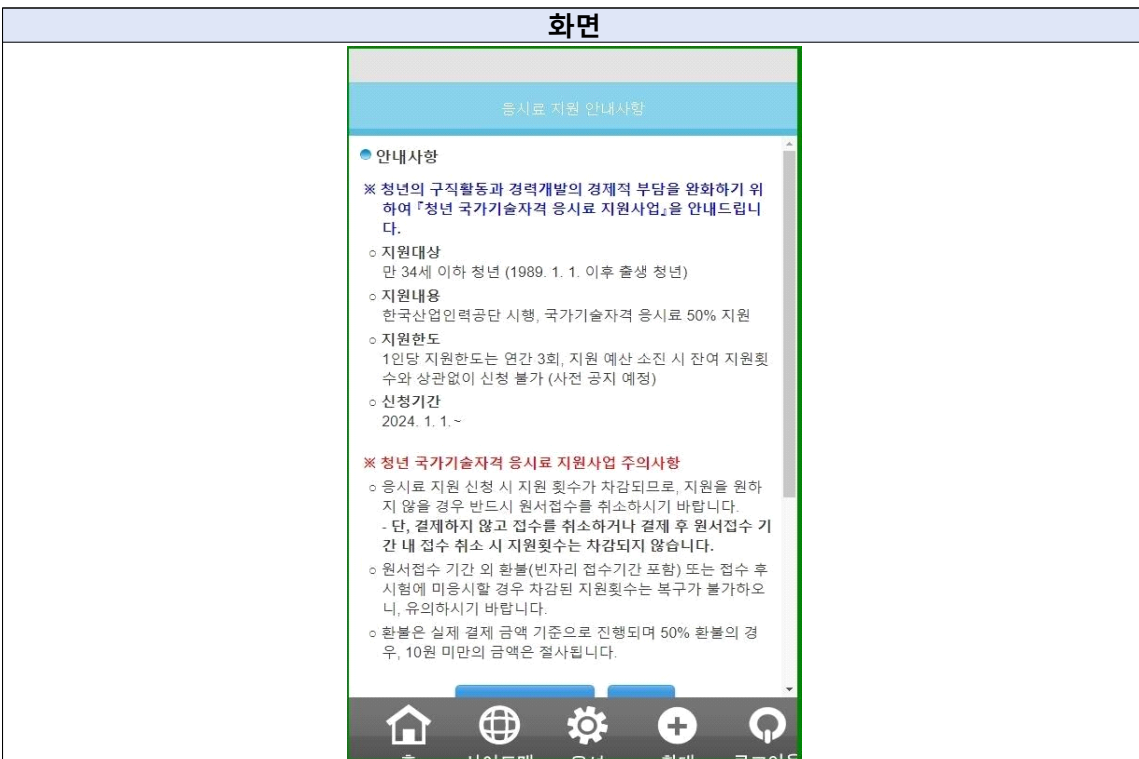 화면
응시료 지원 안내사항
안내사항
※ 청년의 구직활동과 경력개발의 경제적 부담을 완화하기 위
하여 『청년 국가기술자격 응시료 지원사업』을 안내드립니
다.
○ 지원대상
만 34세 이하 청년 (1989. 1. 1. 이후 출생 청년)
○ 지원내용
한국산업인력공단 시행, 국가기술자격 응시료 50% 지원
○ 지원한도
1인당 지원한도는 연간 3회, 지원 예산 소진 시 잔여 지원횟
수와 상관없이 신청 불가 (사전 공지 예정)
○ 신청기간
2024. 1. 1.~
※ 청년 국가기술자격 응시료 지원사업 주의사항
○ 응시료 지원 신청 시 지원 횟수가 차감되므로, 지원을 원하
지 않을 경우 반드시 원서접수를 취소하시기 바랍니다.
- 단, 결제하지 않고 접수를 취소하거나 결제 후 원서접수 기
간 내 접수 취소 시 지원횟수는 차감되지 않습니다.
○ 원서접수 기간 외 환불(빈자리 접수기간 포함) 또는 접수 후
시험에 미응시할 경우 차감된 지원횟수는 복구가 불가하오
니, 유의하시기 바랍니다.
○ 환불은 실제 결제 금액 기준으로 진행되며 50% 환불의 경
우, 10원 미만의 금액은 절사됩니다.